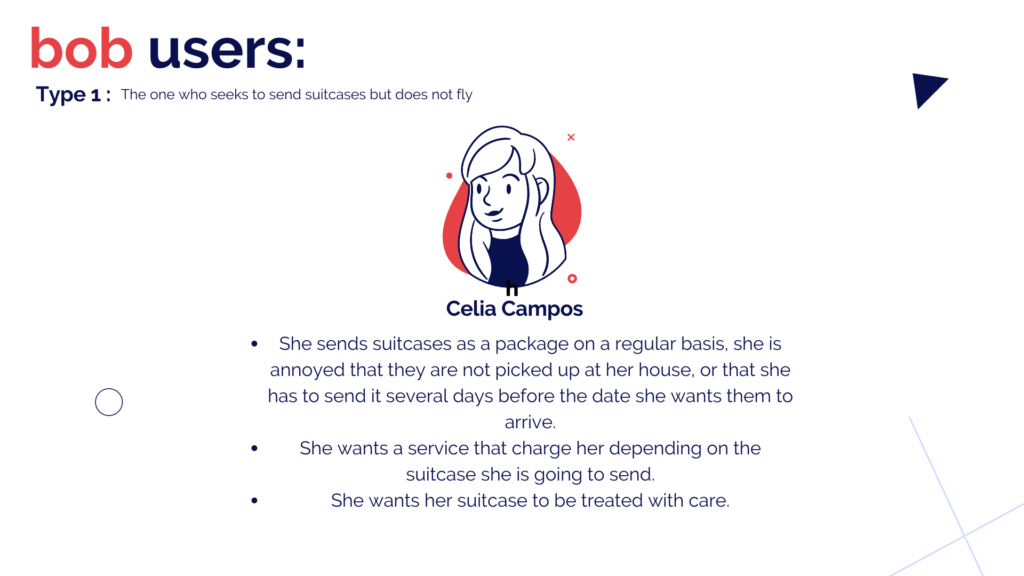 bob users:
Type 1 : The one who seeks to send suitcases but does not fly
h
Celia Campos
• She sends suitcases as a package on a regular basis, she is
annoyed that they are not picked up at her house, or that she
has to send it several days before the date she wants them to
arrive.
• She wants a service that charge her depending on the
suitcase she is going to send.
• She wants her suitcase to be treated with care.